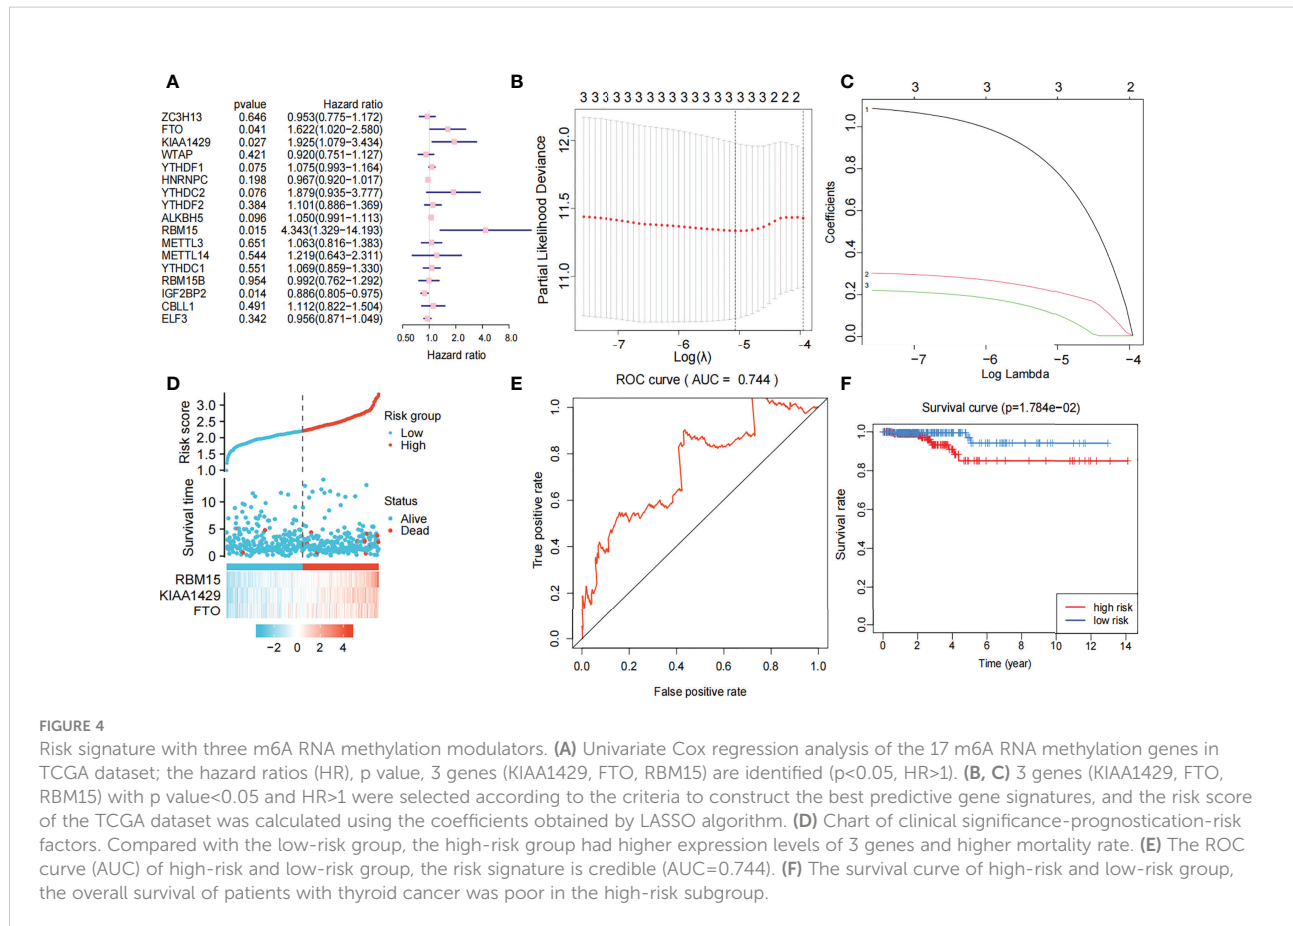 A
pvalue Hazard ratio
ZC3H13 0.646 0.953(0.775−1.172)
FTO 0.041 1.622(1.020−2.580)
KIAA1429 0.027 1.925(1.079−3.434)
WTAP 0.421 0.920(0.751−1.127)
YTHDF1 0.075 1.075(0.993−1.164)
HNRNPC 0.198 0.967(0.920−1.017)
YTHDC2 0.076 1.879(0.935−3.777)
YTHDF2 0.384 1.101(0.886−1.369)
ALKBH5 0.096 1.050(0.991−1.113)
RBM15 0.015 4.343(1.329−14.193)
METTL3 0.651 1.063(0.816−1.383)
METTL14 0.544 1.219(0.643−2.311)
YTHDC1 0.551 1.069(0.859−1.330)
RBM15B 0.954 0.992(0.762−1.292)
IGF2BP2 0.014 0.886(0.805−0.975)
CBLL1 0.491 1.112(0.822−1.504)
ELF3 0.342 0.956(0.871−1.049)
0.50 1.0 2.0 4.0 8.0
Hazard ratio
B
3 3 3 3 3 3 3 3 3 3 3 3 3 3 3 3 3 2 2 2
Partial Likelihood Deviance
12.0
11.5
11.0
−7 −6 −5 −4
Log(λ)
C
3 3 3 2
Coefficients
1.0
0.8
0.6
0.4
0.2
0.0
1
2
3
−7 −6 −5 −4
Log Lambda
D
Risk score
3.0
2.5
2.0
1.5
1.0
Risk group
Low
High
Survival time
10
5
0
Status
Alive
Dead
RBM15
KIAA1429
FTO
−2 0 2 4
E
ROC curve ( AUC = 0.744 )
True positive rate
1.0
0.8
0.6
0.4
0.2
0.0
0.0 0.2 0.4 0.6 0.8 1.0
False positive rate
F
Survival curve (p=1.784e−02)
Survival rate
1.0
0.8
0.6
0.4
0.2
0.0
high risk
low risk
0 2 4 6 8 10 12 14
Time (year)
FIGURE 4
Risk signature with three m6A RNA methylation modulators. (A) Univariate Cox regression analysis of the 17 m6A RNA methylation genes in
TCGA dataset; the hazard ratios (HR), p value, 3 genes (KIAA1429, FTO, RBM15) are identified (p<0.05, HR>1). (B, C) 3 genes (KIAA1429, FTO,
RBM15) with p value<0.05 and HR>1 were selected according to the criteria to construct the best predictive gene signatures, and the risk score
of the TCGA dataset was calculated using the coefficients obtained by LASSO algorithm. (D) Chart of clinical significance-prognostication-risk
factors. Compared with the low-risk group, the high-risk group had higher expression levels of 3 genes and higher mortality rate. (E) The ROC
curve (AUC) of high-risk and low-risk group, the risk signature is credible (AUC=0.744). (F) The survival curve of high-risk and low-risk group,
the overall survival of patients with thyroid cancer was poor in the high-risk subgroup.